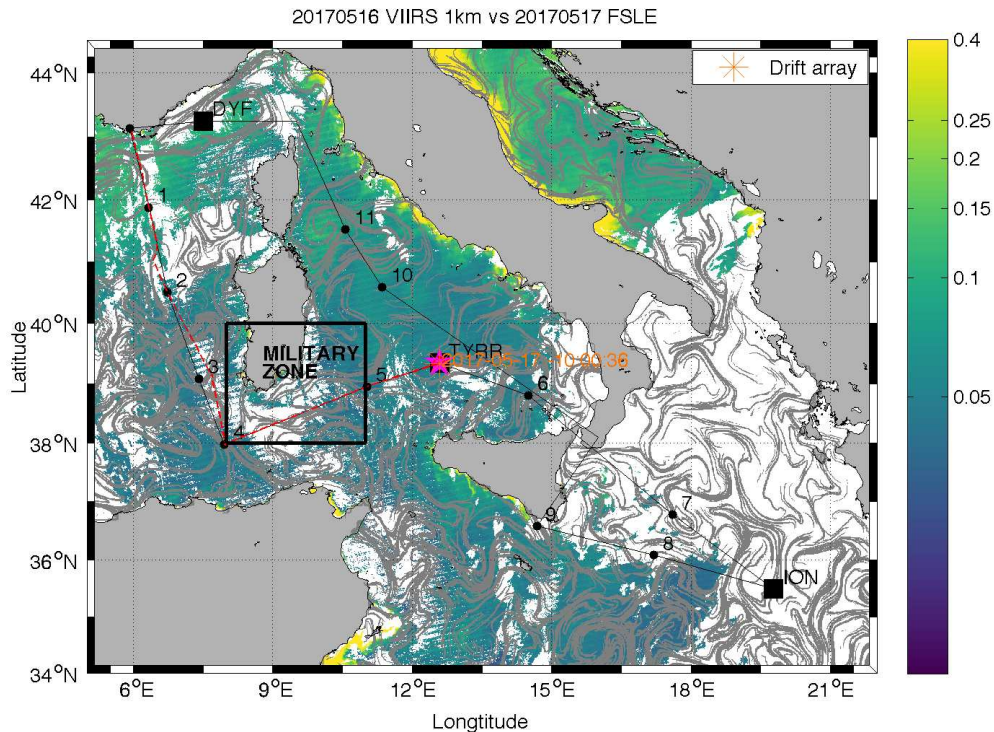 20170516 VIIRS 1km vs 20170517 FSLE
Drift array
44°N
42°N
40°N
38°N
36°N
34°N
Latitude
DYF
1
2
3
4
MILITARY
ZONE
5
TYRR
2017-05-17, 10:00:36
6
7
8
9
10
11
ION
6°E
9°E
12°E
15°E
18°E
21°E
Longtitude
0.4
0.25
0.2
0.15
0.1
0.05